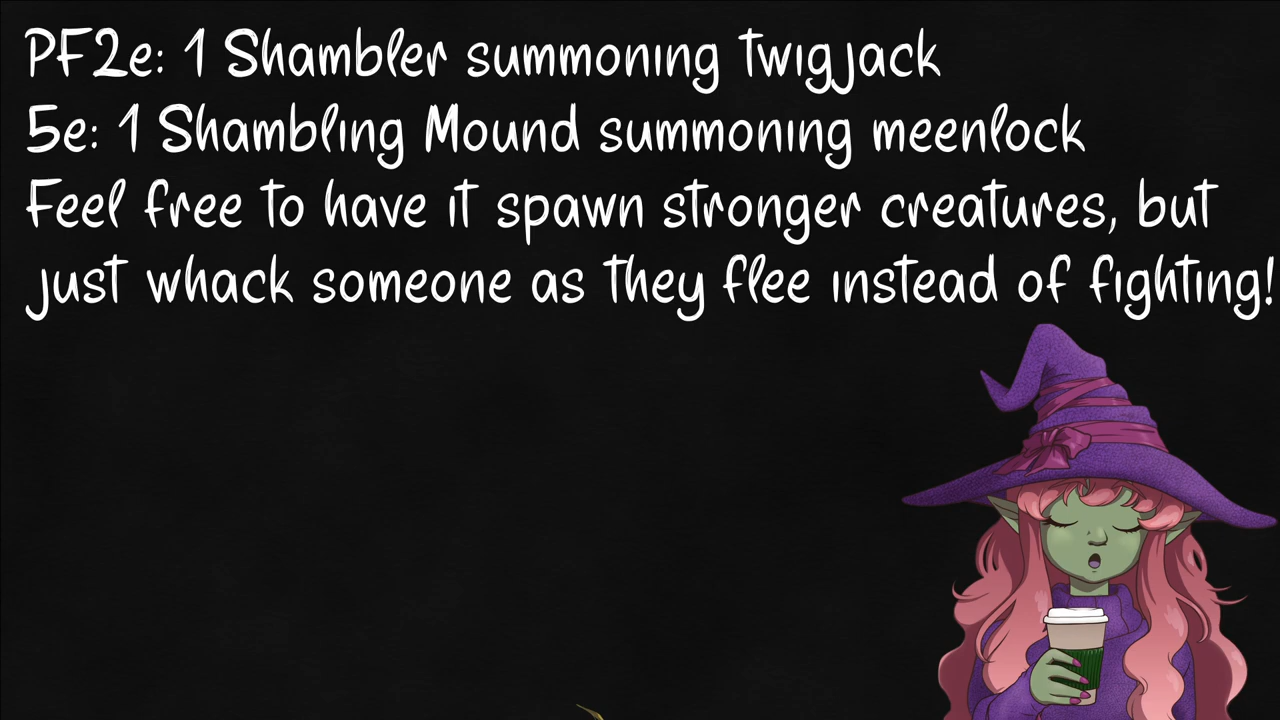 PF2e: 1 Shambler summoning twigjack
5e: 1 Shambling Mound summoning meenlock
Feel free to have it spawn stronger creatures, but
just whack someone as they flee instead of fighting!